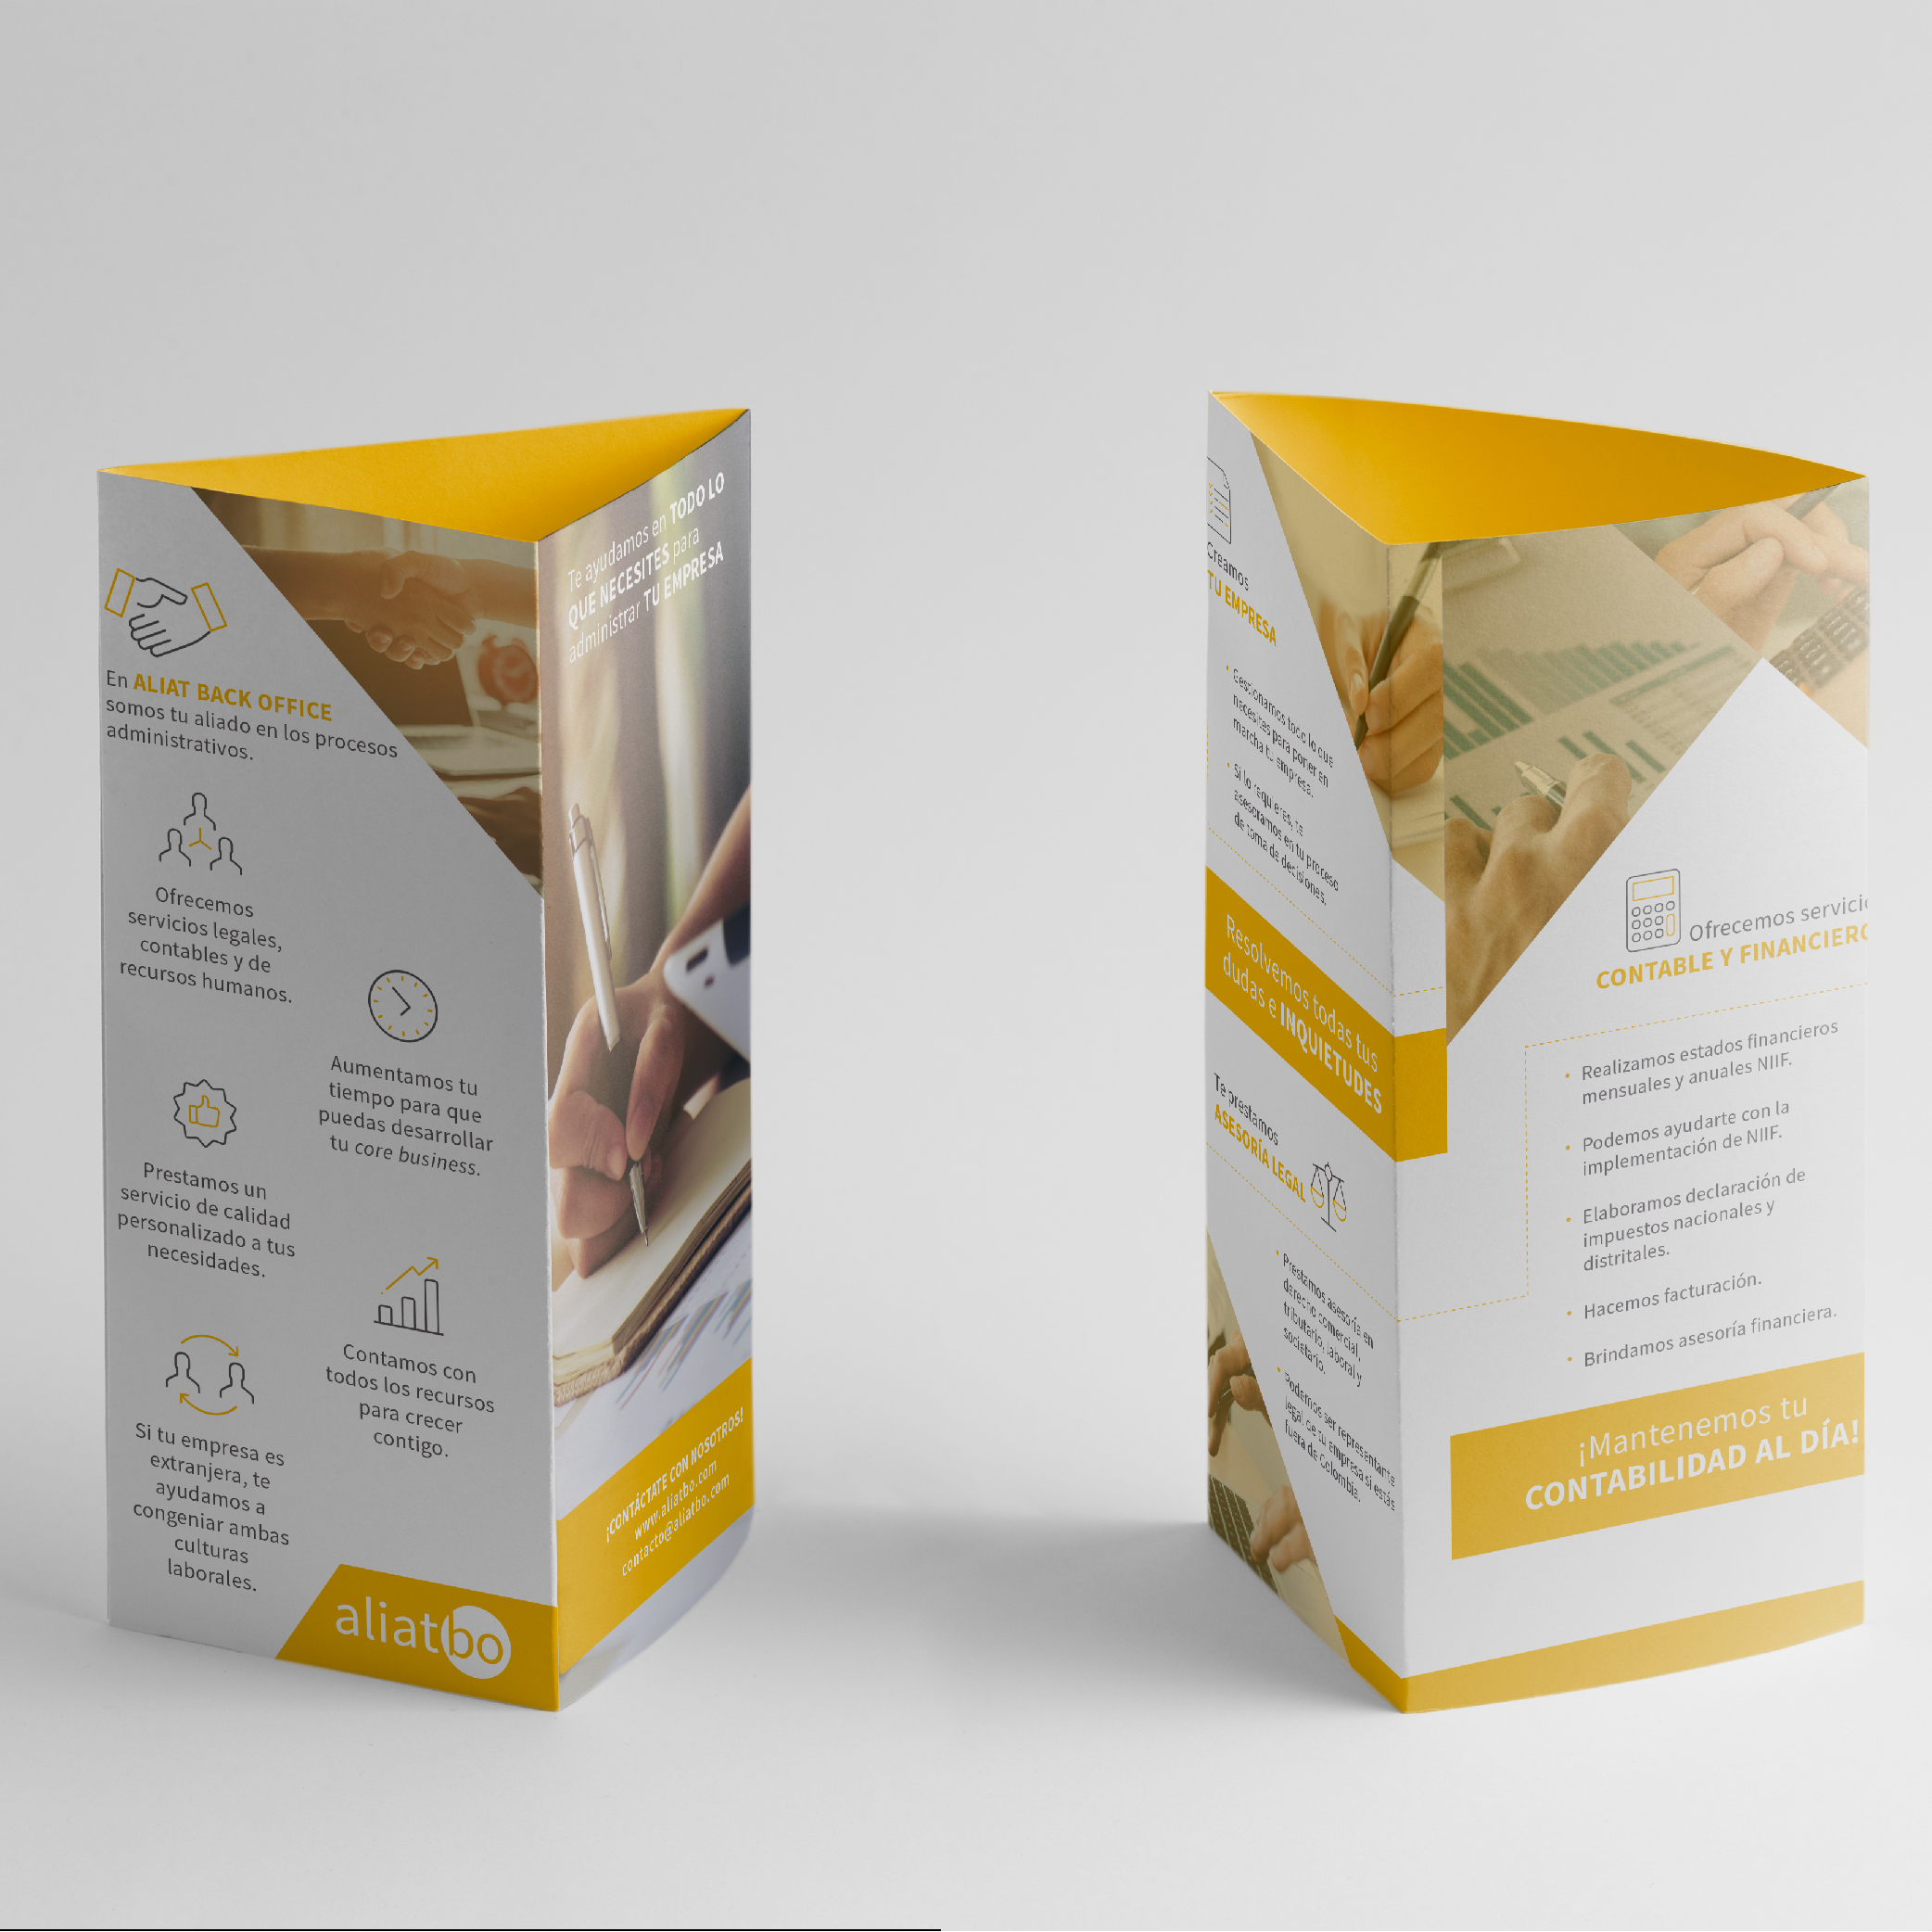 En ALIAT BACK OFFICE
somos tu aliado en los procesos
administrativos.
Ofrecemos
servicios legales,
contables y de
recursos humanos.
Aumentamos tu
tiempo para que
puedas desarrollar
tu core business.
Prestamos un
servicio de calidad
personalizado a tus
necesidades.
Contamos con
todos los recursos
para crecer
contigo.
Si tu empresa es
extranjera, te
ayudamos a
congeniar ambas
culturas
laborales.
aliatbo
Te ayudamos en TODO LO
QUE NECESITES para
administrar TU EMPRESA
¡CONTÁCTATE CON NOSOTROS!
www.aliatbo.com
contacto@aliatbo.com
Creamos
TU EMPRESA
• Gestionamos todo lo que
necesites para poner en
marcha tu empresa.
• Si lo requieres, te
asesoramos en tu proceso
de toma de decisiones.
Resolvemos todas tus
dudas e INQUIETUDES
Te prestamos
ASESORÍA LEGAL
• Prestamos asesoría en
derecho comercial,
tributario, laboral y
societario.
• Podemos ser representante
legal de tu empresa si estás
fuera de Colombia.
Ofrecemos servicio
CONTABLE Y FINANCIERO
• Realizamos estados financieros
mensuales y anuales NIIF.
• Podemos ayudarte con la
implementación de NIIF.
• Elaboramos declaración de
impuestos nacionales y
distritales.
• Hacemos facturación.
• Brindamos asesoría financiera.
¡Mantenemos tu
CONTABILIDAD AL DÍA!